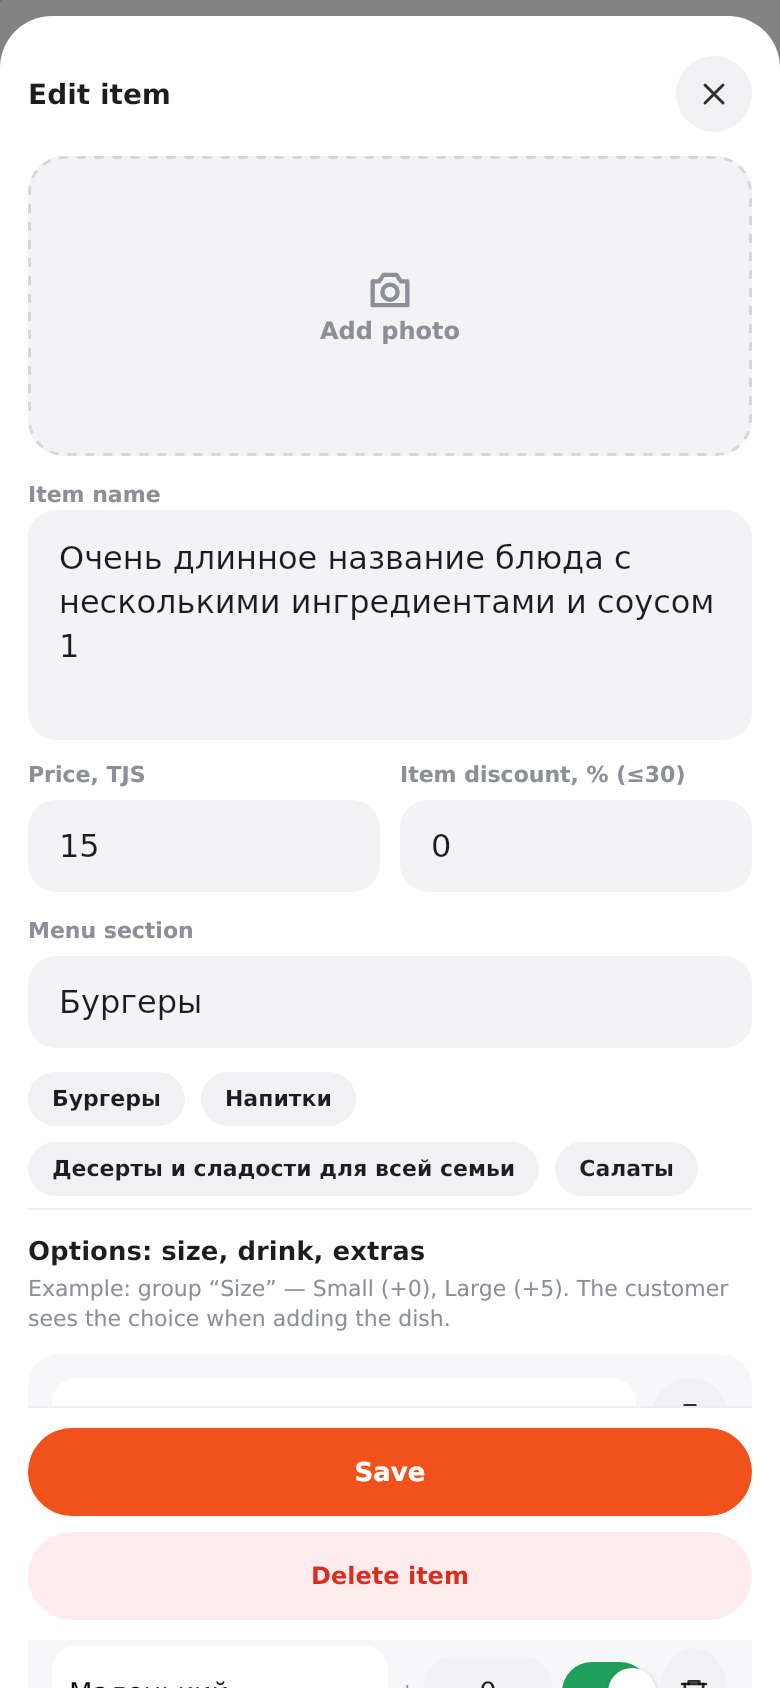 Edit item
Add photo
Item name
Очень длинное название блюда с
несколькими ингредиентами и соусом
1
Price, TJS
Item discount, % (≤30)
15
0
Menu section
Бургеры
Бургеры
Напитки
Десерты и сладости для всей семьи
Салаты
Options: size, drink, extras
Example: group “Size” — Small (+0), Large (+5). The customer
sees the choice when adding the dish.
Save
Delete item